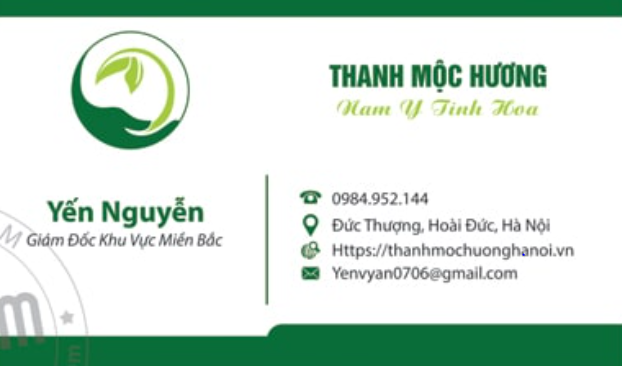 THANH MỘC HƯƠNG
Nam Y Tinh Hoa
Yến Nguyễn
Giám Đốc Khu Vực Miền Bắc
0984.952.144
Đức Thượng, Hoài Đức, Hà Nội
Https://thanhmochuonghanoi.vn
Yenvyan0706@gmail.com